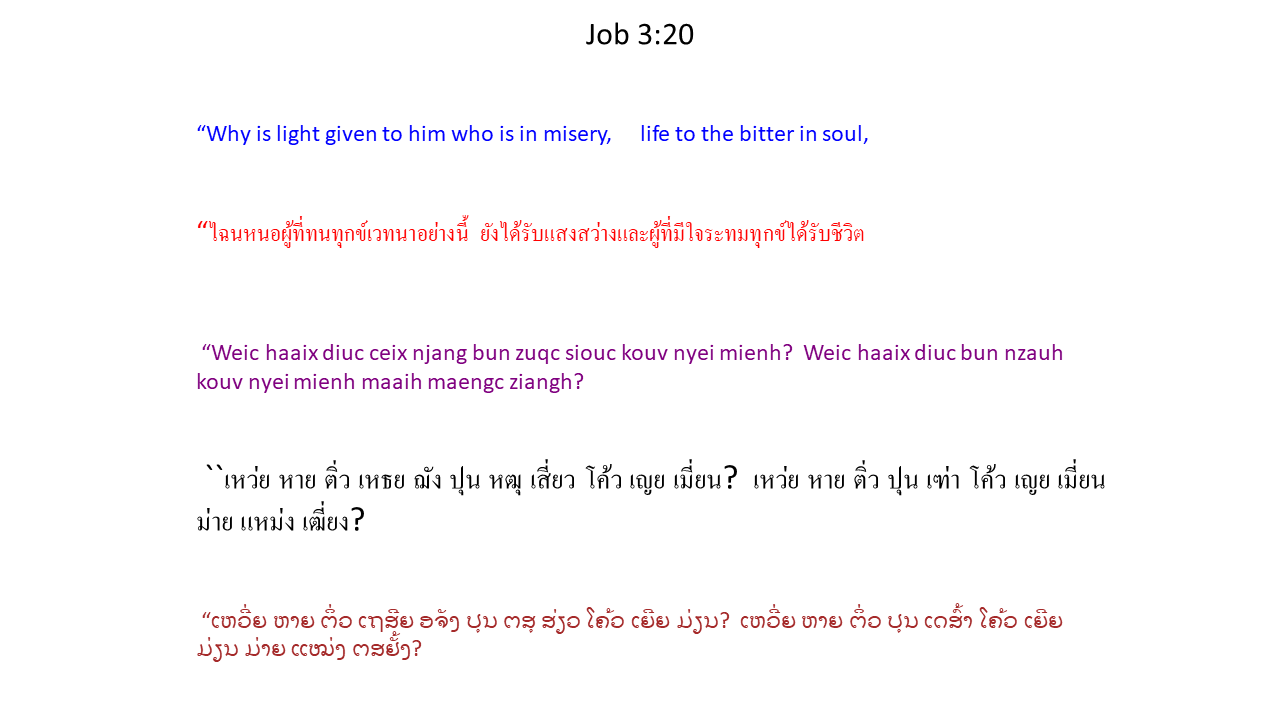 Job 3:20
“Why is light given to him who is in misery, life to the bitter in soul,
“ไฉนหนอผู้ที่ทนทุกข์เวทนาอย่างนี้ ยังได้รับแสงสว่างและผู้ที่มีใจระทมทุกข์ได้รับชีวิต
“Weic haaix diuc ceix njang bun zuqc siouc kouv nyei mienh? Weic haaix diuc bun nzauh
kouv nyei mienh maaih maengc ziangh?
``เหว่ย หาย ติ่ว เหธย ฌัง ปุน หฒุ เสี่ยว โค้ว เญย เมี่ยน? เหว่ย หาย ติ่ว ปุน เฑ่า โค้ว เญย เมี่ยน
ม่าย แหม่ง เฒี่ยง?
“ເຫວີ່ຍ ຫາຍ ຕິ່ວ ເຖສີຍ ອຈັງ ປຸນ ຕສຸ ສ່ຽວ ໂຄ້ວ ເຍີຍ ມ່ຽນ? ເຫວີ່ຍ ຫາຍ ຕິ່ວ ປຸນ ເດສົ້າ ໂຄ້ວ ເຍີຍ
ມ່ຽນ ມ່າຍ ແໝ່ງ ຕສຢັ້ງ?